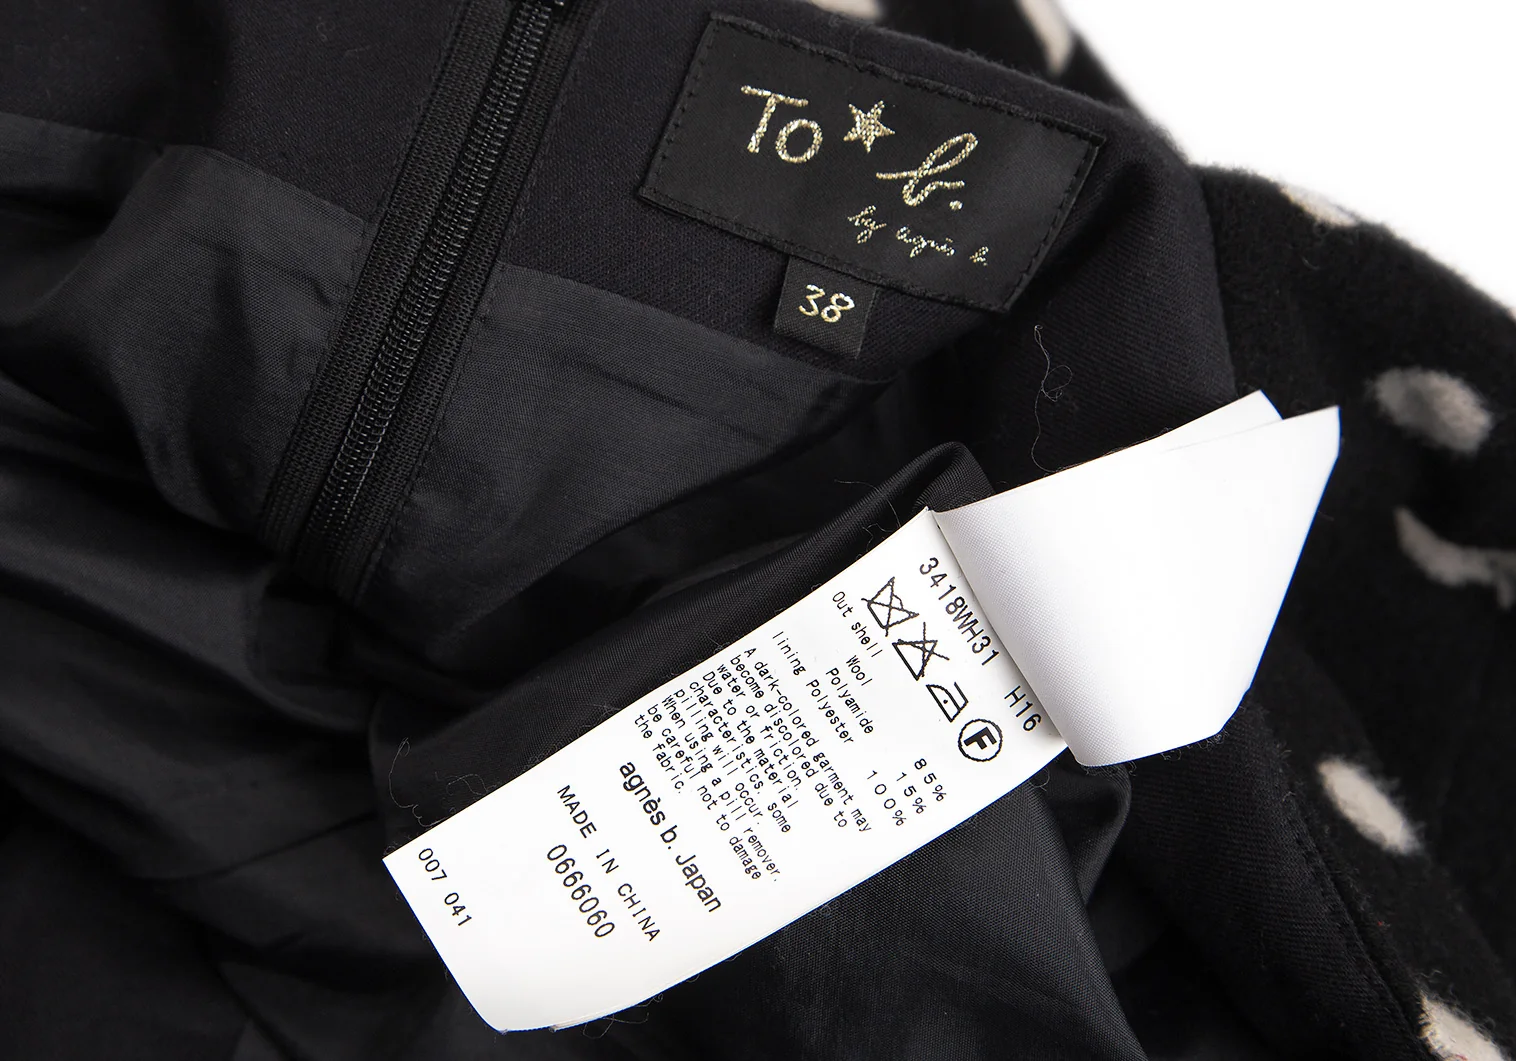 To★b.
by agnès b.
38
3418WH31 H16
F
Out shell
Wool 85%
Polyamide 15%
lining Polyester 100%
A dark-colored garment may
become discolored due to
water or friction.
Due to the material
characteristics, some
pilling will occur.
When using a pill remover,
be careful not to damage
the fabric.
agnès b. Japan
MADE IN CHINA
0666060
007 041